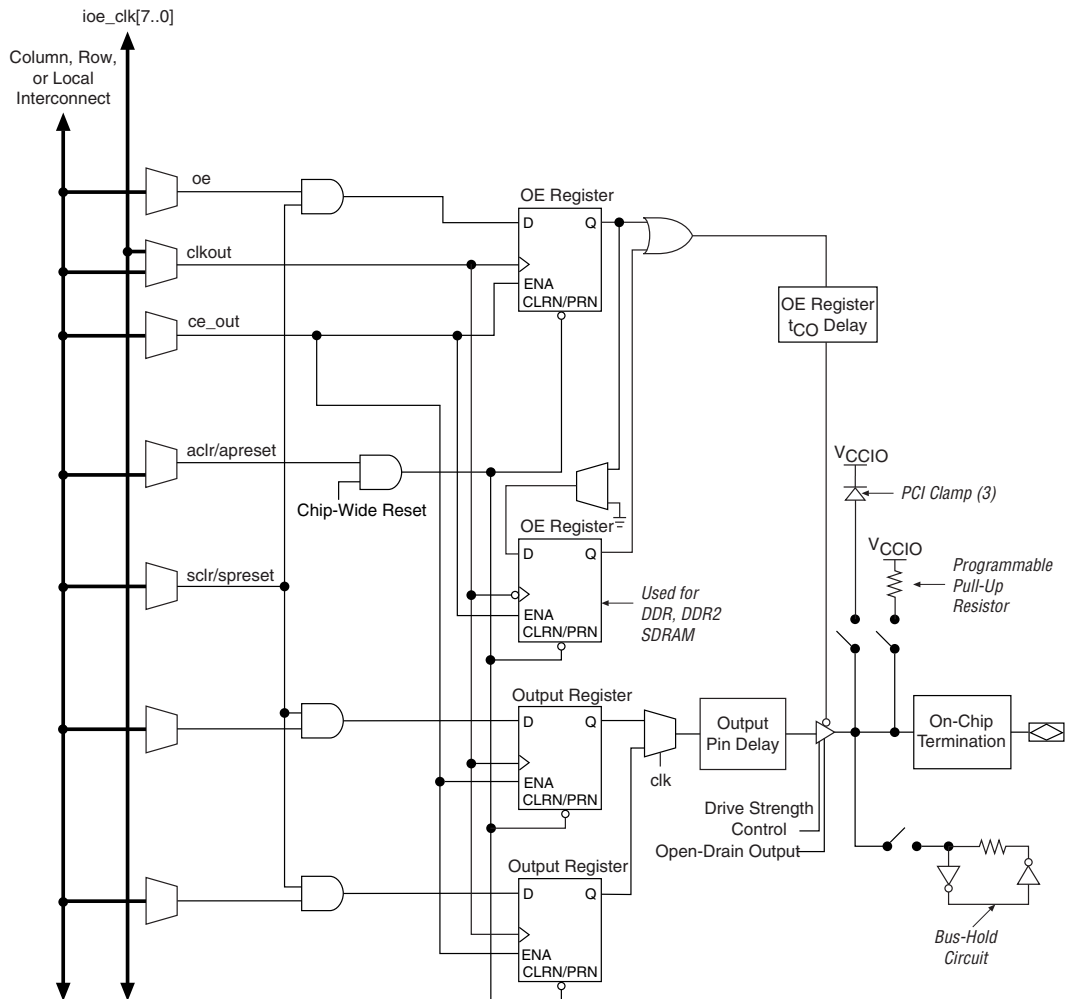 ioe_clk[7..0]
Column, Row,
or Local
Interconnect
oe
OE Register
D
Q
clkout
ENA
CLRN/PRN
ce_out
OE Register
tCO Delay
aclr/apreset
Chip-Wide Reset
VCCIO
PCI Clamp (3)
OE Register
D
Q
VCCIO
Programmable
Pull-Up
Resistor
sclr/spreset
ENA
CLRN/PRN
Used for
DDR, DDR2
SDRAM
Output Register
D
Q
ENA
CLRN/PRN
clk
Output
Pin Delay
On-Chip
Termination
Drive Strength
Control
Open-Drain Output
Output Register
D
Q
ENA
CLRN/PRN
Bus-Hold
Circuit